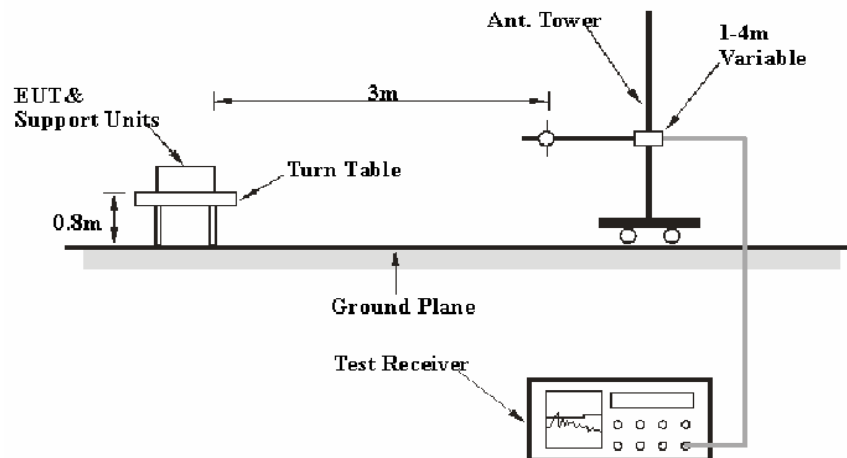 Ant. Tower
1-4m
Variable
3m
EUT &
Support Units
Turn Table
0.8m
Ground Plane
Test Receiver